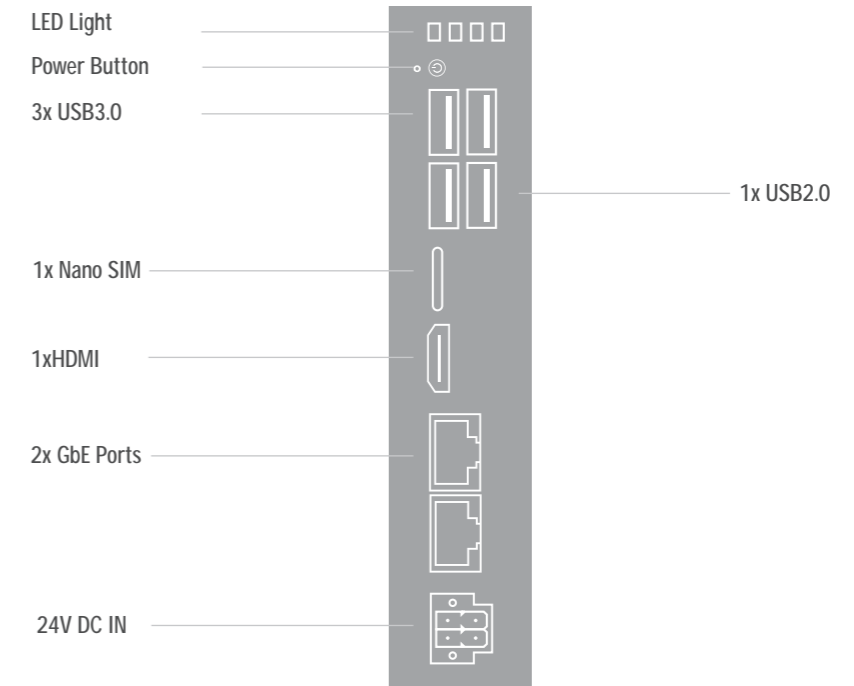 LED Light
Power Button
3x USB3.0
1x USB2.0
1x Nano SIM
1xHDMI
2x GbE Ports
24V DC IN